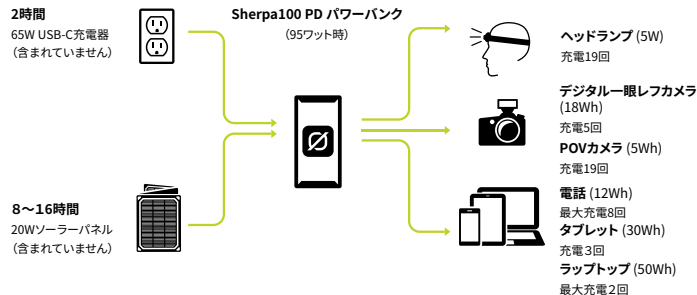 2時間
65W USB-C充電器
（含まれていません）
Sherpa100 PD パワーバンク
（95ワット時）
8〜16時間
20Wソーラーパネル
（含まれていません）
ヘッドランプ (5W)
充電19回
デジタル一眼レフカメラ
(18Wh)
充電5回
POVカメラ (5Wh)
充電19回
電話 (12Wh)
最大充電8回
タブレット (30Wh)
充電３回
ラップトップ (50Wh)
最大充電２回